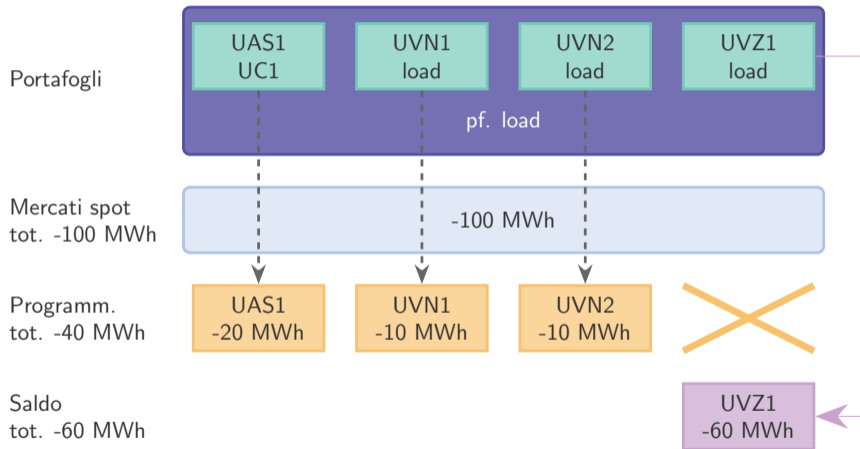 Portafogli
UAS1
UC1
UVN1
load
UVN2
load
UVZ1
load
pf. load
Mercati spot
tot. -100 MWh
-100 MWh
Programm.
tot. -40 MWh
UAS1
-20 MWh
UVN1
-10 MWh
UVN2
-10 MWh
Saldo
tot. -60 MWh
UVZ1
-60 MWh